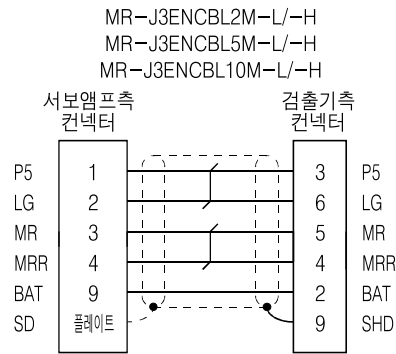 MR-J3ENCBL2M-L/-H
MR-J3ENCBL5M-L/-H
MR-J3ENCBL10M-L/-H
서보앰프측 검출기측
컨넥터 컨넥터
P5 1 3 P5
LG 2 6 LG
MR 3 5 MR
MRR 4 4 MRR
BAT 9 2 BAT
SD 플레이트 9 SHD